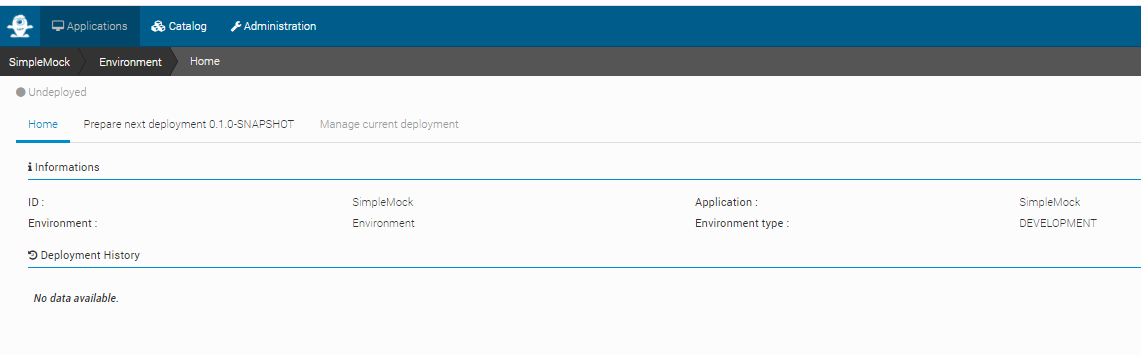 Applications Catalog Administration
SimpleMock Environment Home
Undeployed
Home Prepare next deployment 0.1.0-SNAPSHOT Manage current deployment
Informations
ID : SimpleMock Application : SimpleMock
Environment : Environment Environment type : DEVELOPMENT
Deployment History
No data available.